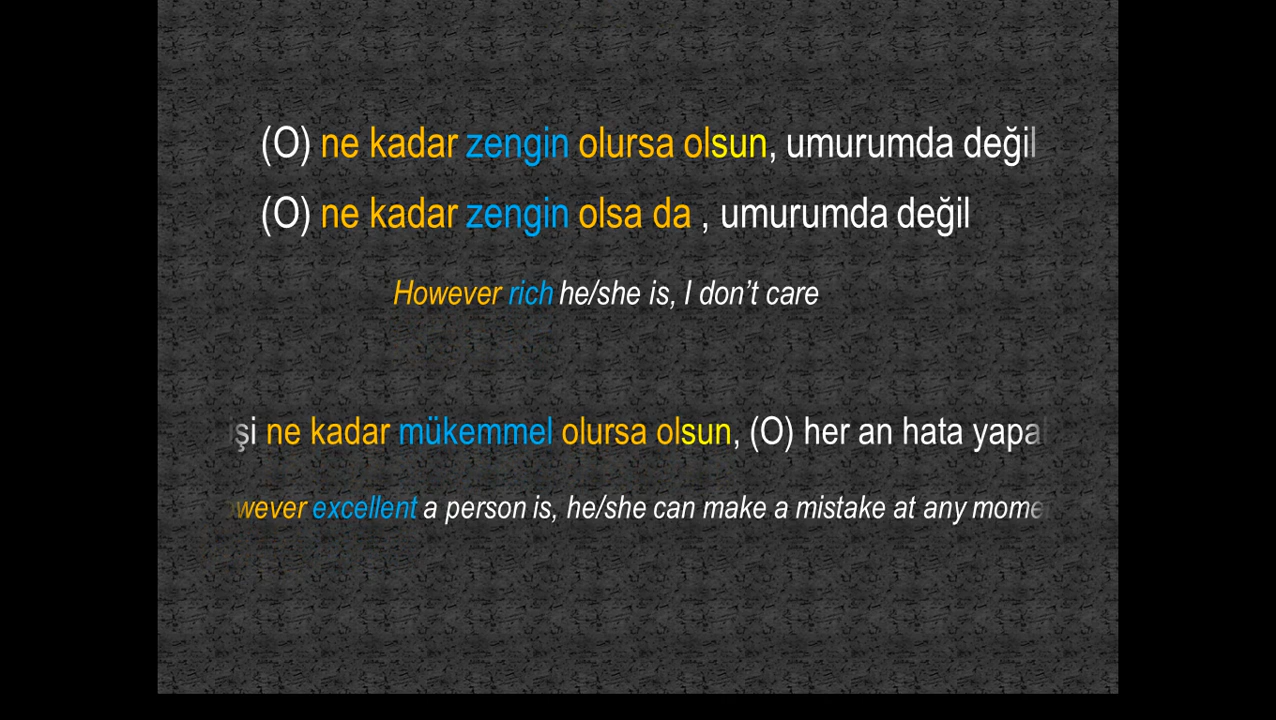 (O) ne kadar zengin olursa olsun, umurumda değil
(O) ne kadar zengin olsa da , umurumda değil
However rich he/she is, I don't care
ne kadar mükemmel olursa olsun, (O) her an hata
excellent a person is, he/she can make a mistake at any